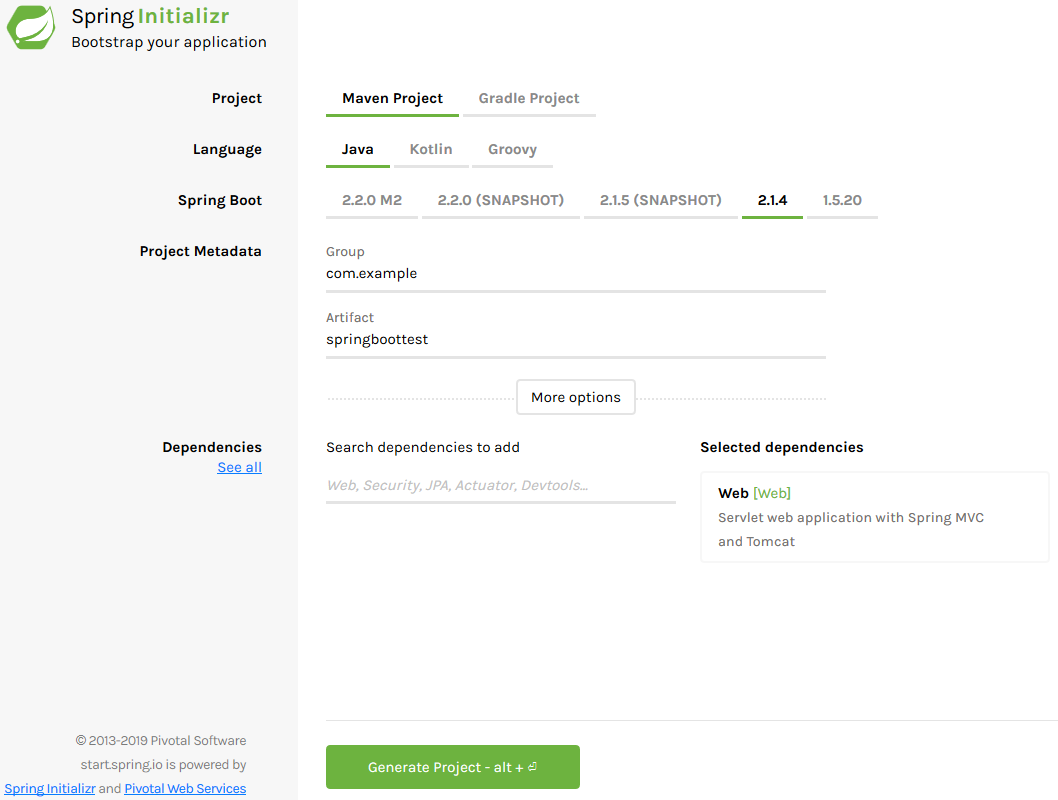 Spring Initializr
Bootstrap your application
Project
Maven Project
Gradle Project
Language
Java
Kotlin
Groovy
Spring Boot
2.2.0 M2
2.2.0 (SNAPSHOT)
2.1.5 (SNAPSHOT)
2.1.4
1.5.20
Project Metadata
Group
com.example
Artifact
springboottest
More options
Dependencies
See all
Search dependencies to add
Web, Security, JPA, Actuator, Devtools...
Selected dependencies
Web [Web]
Servlet web application with Spring MVC
and Tomcat
© 2013-2019 Pivotal Software
start.spring.io is powered by
Spring Initializr and Pivotal Web Services
Generate Project - alt + ⏎